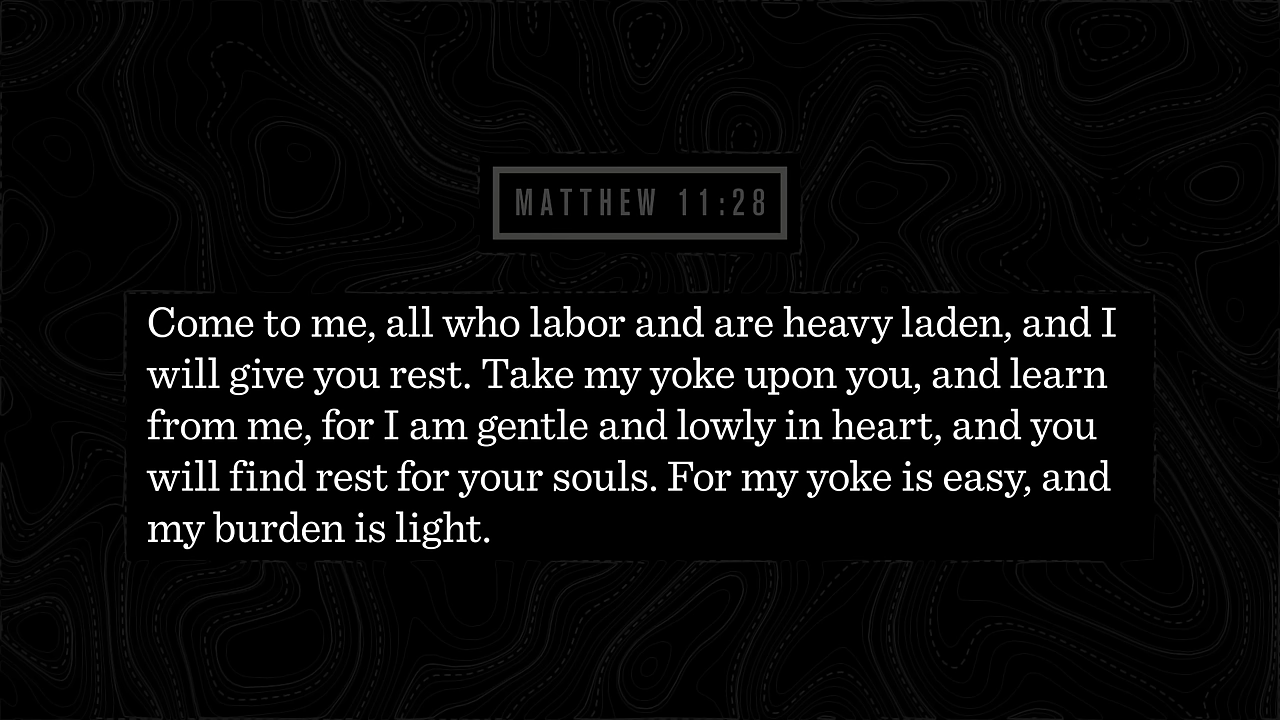 MATTHEW 11:28
Come to me, all who labor and are heavy laden, and I
will give you rest. Take my yoke upon you, and learn
from me, for I am gentle and lowly in heart, and you
will find rest for your souls. For my yoke is easy, and
my burden is light.